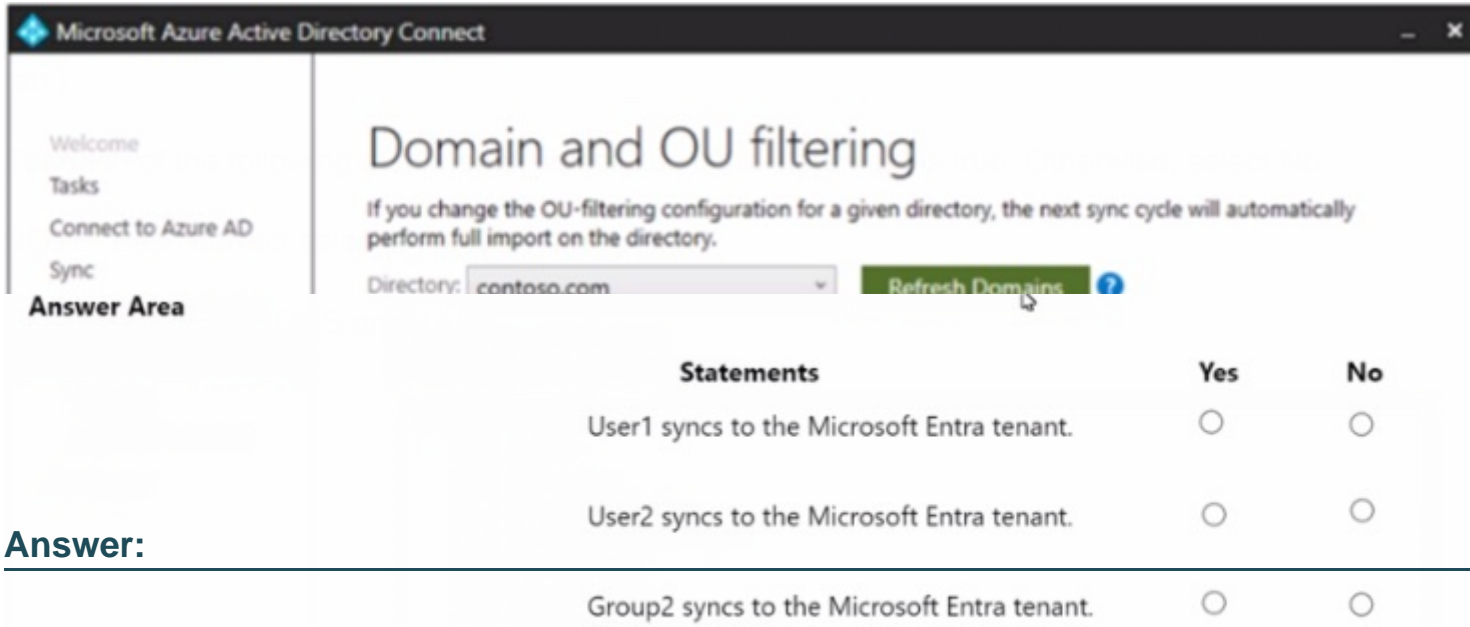 Microsoft Azure Active Directory Connect
Welcome
Tasks
Connect to Azure AD
Sync
Domain and OU filtering
If you change the OU-filtering configuration for a given directory, the next sync cycle will automatically
perform full import on the directory.
Directory: contoso.com
Refresh Domains ?
Answer Area
Statements Yes No
User1 syncs to the Microsoft Entra tenant.
User2 syncs to the Microsoft Entra tenant.
Answer:
Group2 syncs to the Microsoft Entra tenant.